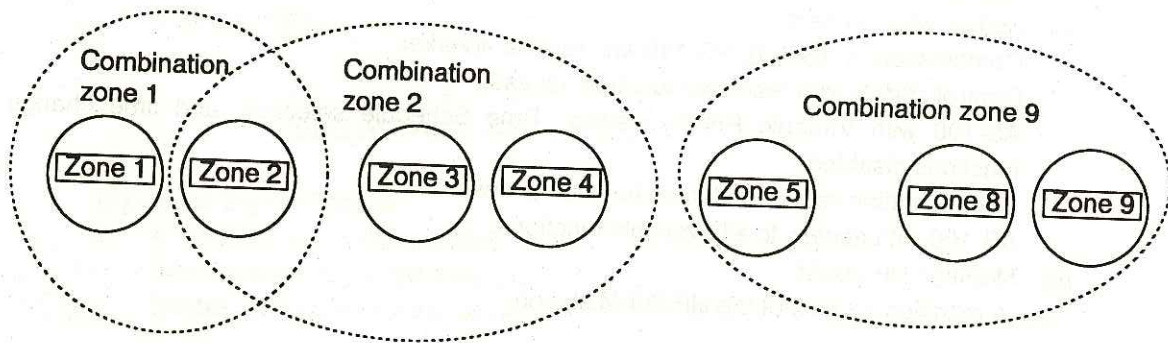 Combination
zone 1
Combination
zone 2
Combination zone 9
Zone 1
Zone 2
Zone 3
Zone 4
Zone 5
Zone 8
Zone 9